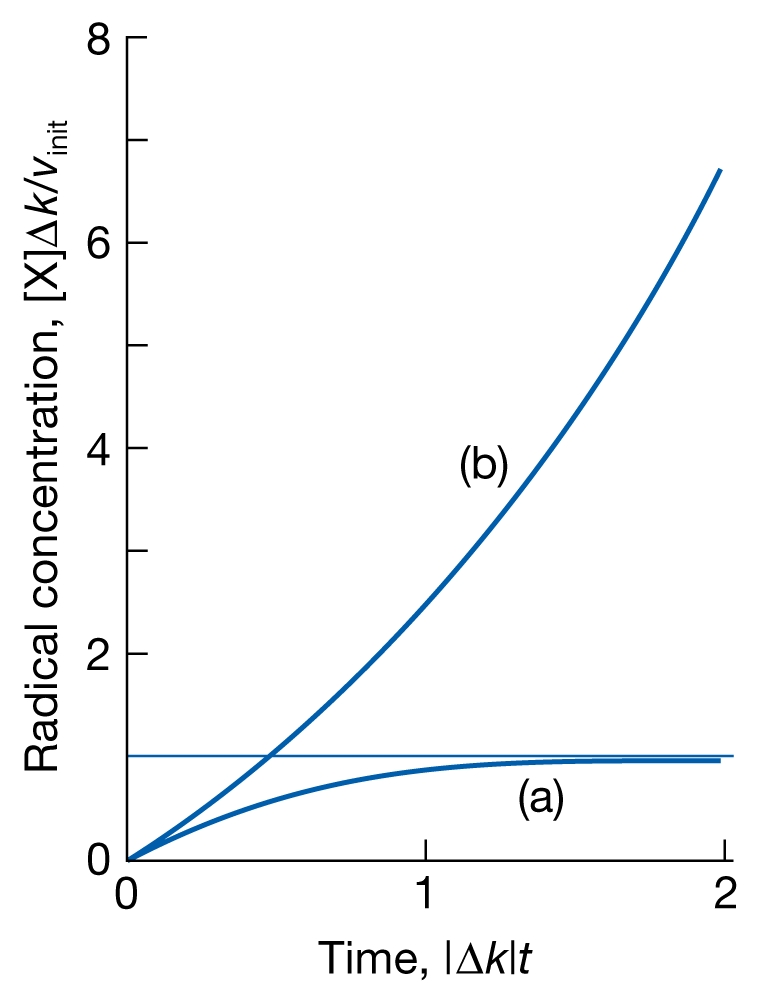 Radical concentration, [X]Δk/v_init
8
6
4
2
0
(b)
(a)
0 1 2
Time, |Δk|t